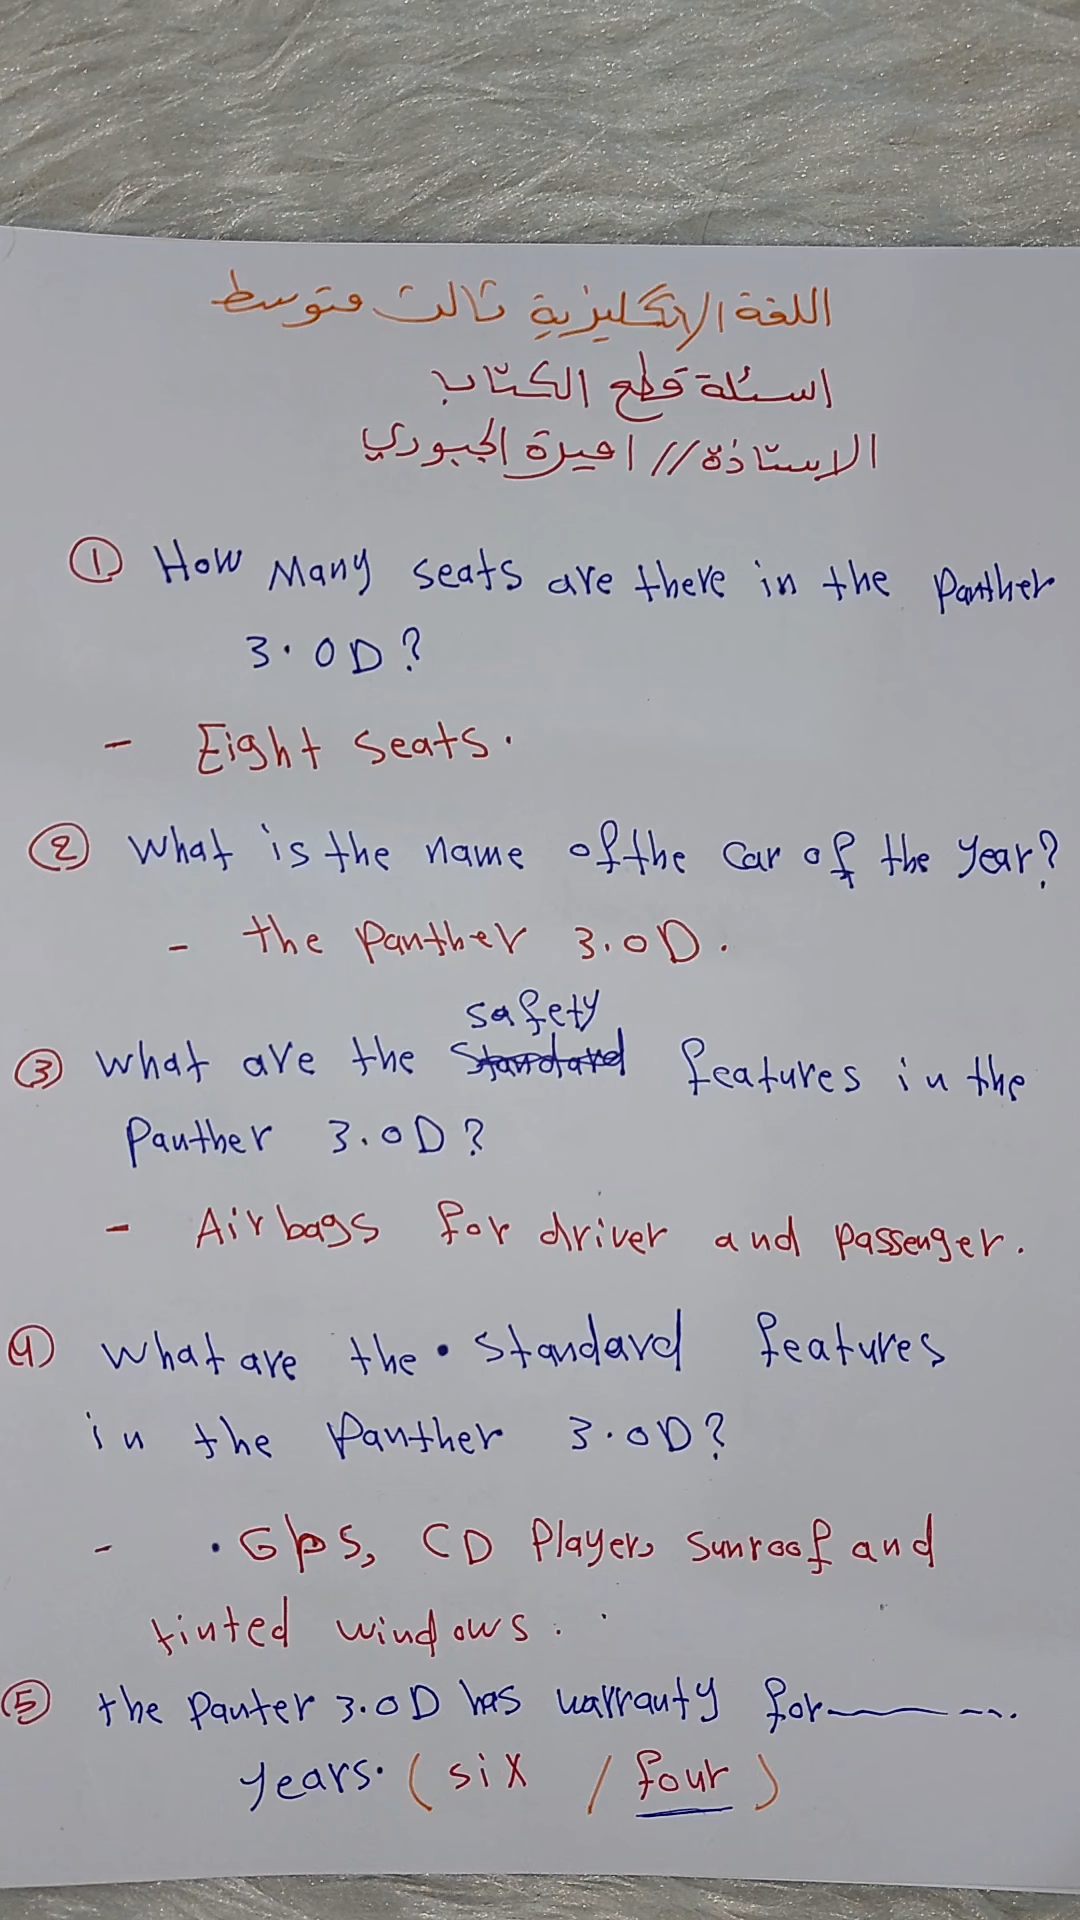 اللغة الانكليزية ثالث متوسط
اسئلة قطع الكتاب
الاستاذة // اميرة الجبوري
① How Many seats are there in the Panther
3.0D?
- Eight seats.
② What is the name of the car of the year?
- the Panther 3.0D.
safety
③ What are the Standard features in the
Panther 3.0D?
- Airbags for driver and passenger.
④ What are the . Standard features
in the Panther 3.0D?
- . Gps, CD Player, sunroof and
tinted windows.
⑤ the Panter 3.0D has warranty for ———....
years. ( six / four )